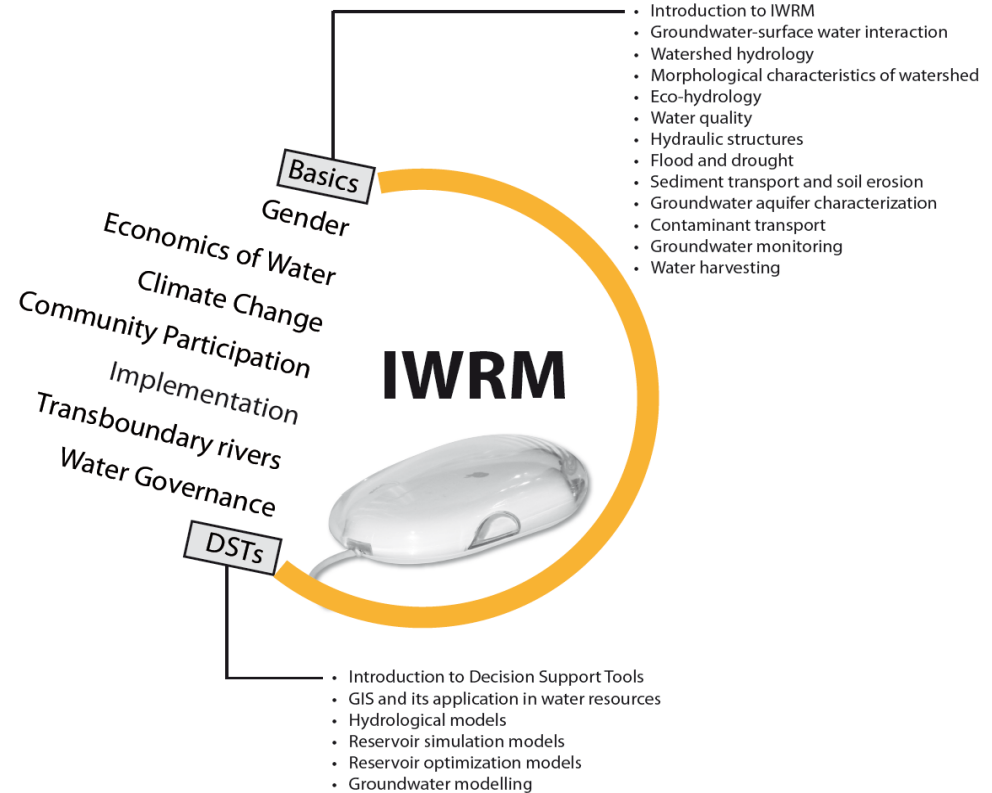 • Introduction to IWRM
• Groundwater-surface water interaction
• Watershed hydrology
• Morphological characteristics of watershed
• Eco-hydrology
• Water quality
• Hydraulic structures
• Flood and drought
• Sediment transport and soil erosion
• Groundwater aquifer characterization
• Contaminant transport
• Groundwater monitoring
• Water harvesting
Basics
Gender
Economics of Water
Climate Change
Community Participation
Implementation
Transboundary rivers
Water Governance
DSTs
IWRM
• Introduction to Decision Support Tools
• GIS and its application in water resources
• Hydrological models
• Reservoir simulation models
• Reservoir optimization models
• Groundwater modelling